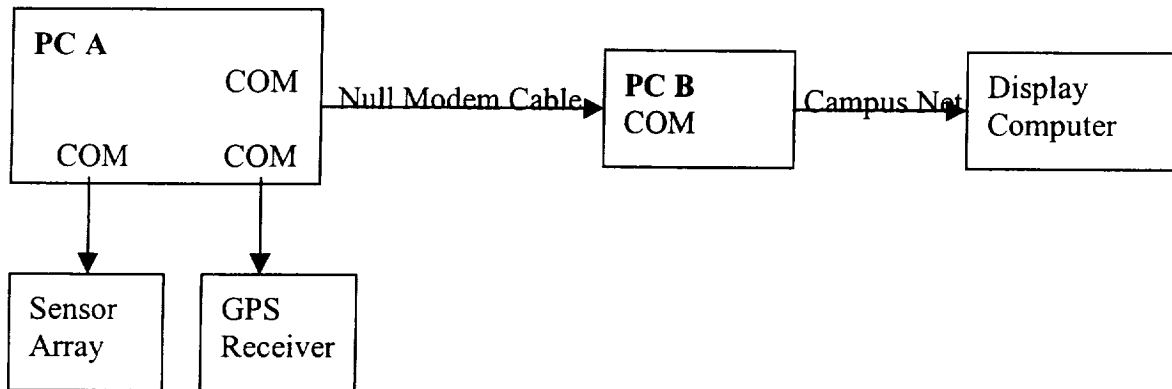 PC A
COM
COM
COM
Null Modem Cable
PC B
COM
Campus Net
Display
Computer
Sensor
Array
GPS
Receiver